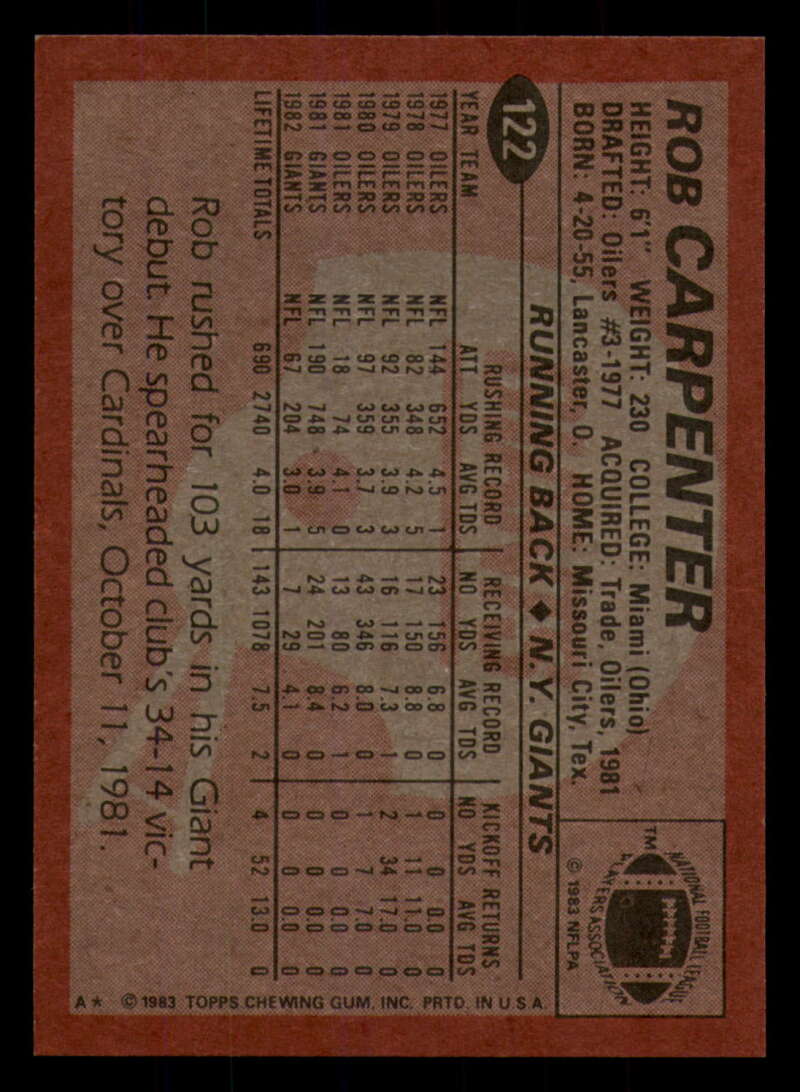 ROB CARPENTER
HEIGHT: 6'1" WEIGHT: 230 COLLEGE: Miami (Ohio)
DRAFTED: Oilers #3-1977 ACQUIRED: Trade, Oilers, 1981
BORN: 4-20-55, Lancaster, O. HOME: Missouri City, Tex.
NATIONAL FOOTBALL LEAGUE
PLAYERS ASSOCIATION
TM
© 1983 NFLPA
122
RUNNING BACK ♦ N.Y. GIANTS
RUSHING RECORD RECEIVING RECORD KICKOFF RETURNS
YEAR TEAM ATT YDS AVG TDS NO YDS AVG TDS NO YDS AVG TDS
1977 OILERS NFL 144 652 4.5 1 23 156 6.8 0 0 0 0.0 0
1978 OILERS NFL 82 348 4.2 5 17 150 8.8 0 1 11 11.0 0
1979 OILERS NFL 92 355 3.9 3 16 116 7.3 1 2 34 17.0 0
1980 OILERS NFL 97 359 3.7 3 43 346 8.0 0 1 7 7.0 0
1981 OILERS NFL 18 74 4.1 0 13 80 6.2 1 0 0 0.0 0
1981 GIANTS NFL 190 748 3.9 5 24 201 8.4 0 0 0 0.0 0
1982 GIANTS NFL 67 204 3.0 1 7 29 4.1 0 0 0 0.0 0
LIFETIME TOTALS 690 2740 4.0 18 143 1078 7.5 2 4 52 13.0 0
Rob rushed for 103 yards in his Giant
debut. He spearheaded club's 34-14 vic-
tory over Cardinals, October 11, 1981.
A* © 1983 TOPPS CHEWING GUM, INC. PRTD. IN U.S.A.